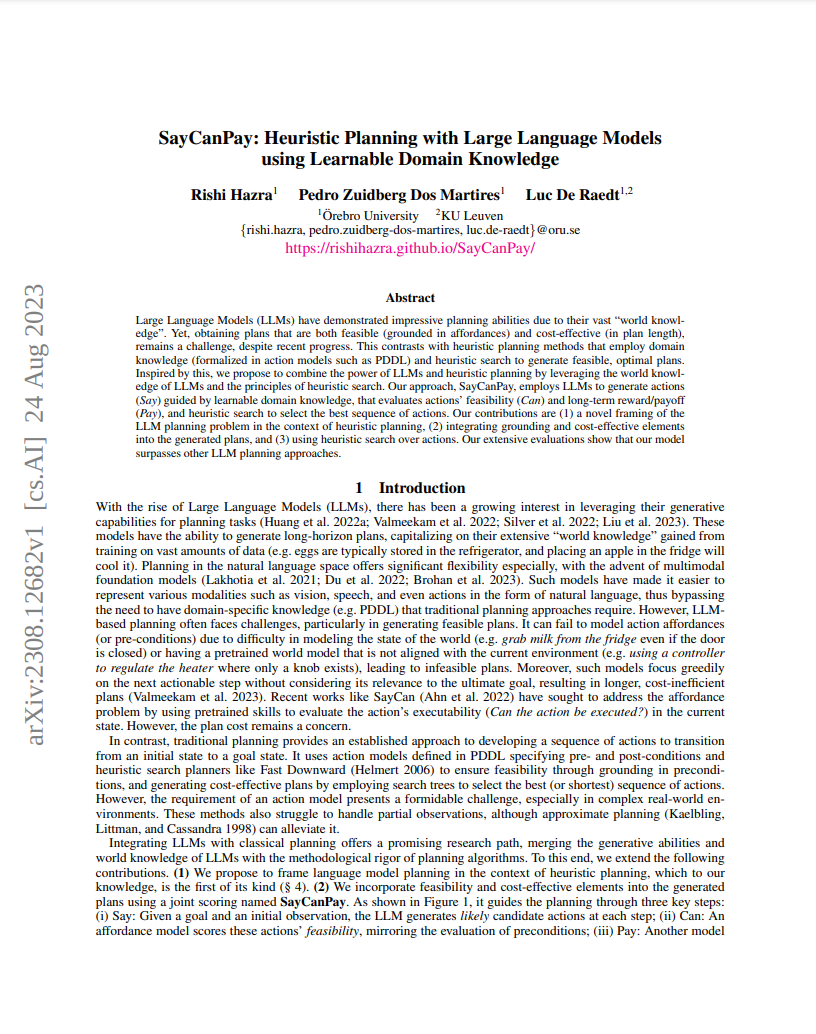 SayCanPay: Heuristic Planning with Large Language Models
using Learnable Domain Knowledge
Rishi Hazra1 Pedro Zuidberg Dos Martires1 Luc De Raedt1,2
1Örebro University 2KU Leuven
{rishi.hazra, pedro.zuidberg-dos-martires, luc.de-raedt}@oru.se
https://rishihazra.github.io/SayCanPay/
Abstract
Large Language Models (LLMs) have demonstrated impressive planning abilities due to their vast “world knowl-
edge”. Yet, obtaining plans that are both feasible (grounded in affordances) and cost-effective (in plan length),
remains a challenge, despite recent progress. This contrasts with heuristic planning methods that employ domain
knowledge (formalized in action models such as PDDL) and heuristic search to generate feasible, optimal plans.
Inspired by this, we propose to combine the power of LLMs and heuristic planning by leveraging the world knowl-
edge of LLMs and the principles of heuristic search. Our approach, SayCanPay, employs LLMs to generate actions
(Say) guided by learnable domain knowledge, that evaluates actions’ feasibility (Can) and long-term reward/payoff
(Pay), and heuristic search to select the best sequence of actions. Our contributions are (1) a novel framing of the
LLM planning problem in the context of heuristic planning, (2) integrating grounding and cost-effective elements
into the generated plans, and (3) using heuristic search over actions. Our extensive evaluations show that our model
surpasses other LLM planning approaches.
1 Introduction
With the rise of Large Language Models (LLMs), there has been a growing interest in leveraging their generative
capabilities for planning tasks (Huang et al. 2022a; Valmeekam et al. 2022; Silver et al. 2022; Liu et al. 2023). These
models have the ability to generate long-horizon plans, capitalizing on their extensive “world knowledge” gained from
training on vast amounts of data (e.g. eggs are typically stored in the refrigerator, and placing an apple in the fridge will
cool it). Planning in the natural language space offers significant flexibility especially, with the advent of multimodal
foundation models (Lakhotia et al. 2021; Du et al. 2022; Brohan et al. 2023). Such models have made it easier to
represent various modalities such as vision, speech, and even actions in the form of natural language, thus bypassing
the need to have domain-specific knowledge (e.g. PDDL) that traditional planning approaches require. However, LLM-
based planning often faces challenges, particularly in generating feasible plans. It can fail to model action affordances
(or pre-conditions) due to difficulty in modeling the state of the world (e.g. grab milk from the fridge even if the door
is closed) or having a pretrained world model that is not aligned with the current environment (e.g. using a controller
to regulate the heater where only a knob exists), leading to infeasible plans. Moreover, such models focus greedily
on the next actionable step without considering its relevance to the ultimate goal, resulting in longer, cost-inefficient
plans (Valmeekam et al. 2023). Recent works like SayCan (Ahn et al. 2022) have sought to address the affordance
problem by using pretrained skills to evaluate the action’s executability (Can the action be executed?) in the current
state. However, the plan cost remains a concern.
In contrast, traditional planning provides an established approach to developing a sequence of actions to transition
from an initial state to a goal state. It uses action models defined in PDDL specifying pre- and post-conditions and
heuristic search planners like Fast Downward (Helmert 2006) to ensure feasibility through grounding in precondi-
tions, and generating cost-effective plans by employing search trees to select the best (or shortest) sequence of actions.
However, the requirement of an action model presents a formidable challenge, especially in complex real-world en-
vironments. These methods also struggle to handle partial observations, although approximate planning (Kaelbling,
Littman, and Cassandra 1998) can alleviate it.
Integrating LLMs with classical planning offers a promising research path, merging the generative abilities and
world knowledge of LLMs with the methodological rigor of planning algorithms. To this end, we extend the following
contributions. (1) We propose to frame language model planning in the context of heuristic planning, which to our
knowledge, is the first of its kind (§ 4). (2) We incorporate feasibility and cost-effective elements into the generated
plans using a joint scoring named SayCanPay. As shown in Figure 1, it guides the planning through three key steps:
(i) Say: Given a goal and an initial observation, the LLM generates likely candidate actions at each step; (ii) Can: An
affordance model scores these actions’ feasibility, mirroring the evaluation of preconditions; (iii) Pay: Another model
arXiv:2308.12682v1 [cs.AI] 24 Aug 2023